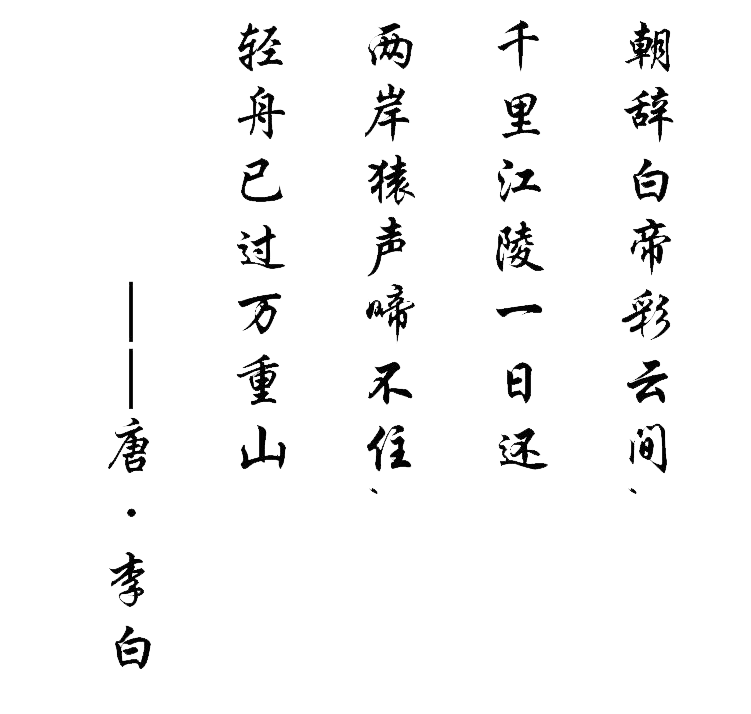 朝辞白帝彩云间、
千里江陵一日还
两岸猿声啼不住、
轻舟已过万重山
——唐·李白